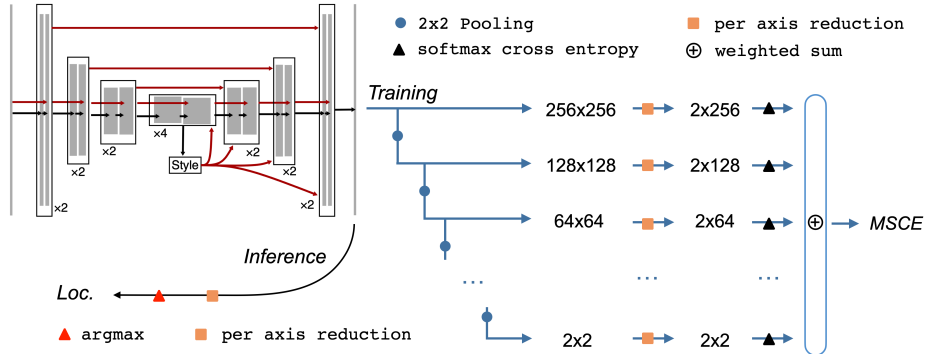 2x2 Pooling
per axis reduction
softmax cross entropy
weighted sum
Training
256x256
2x256
×4
×2
×2
×2
×2
Style
128x128
2x128
×2
×2
64x64
2x64
MSCE
Inference
...
...
...
Loc.
argmax
per axis reduction
2x2
2x2